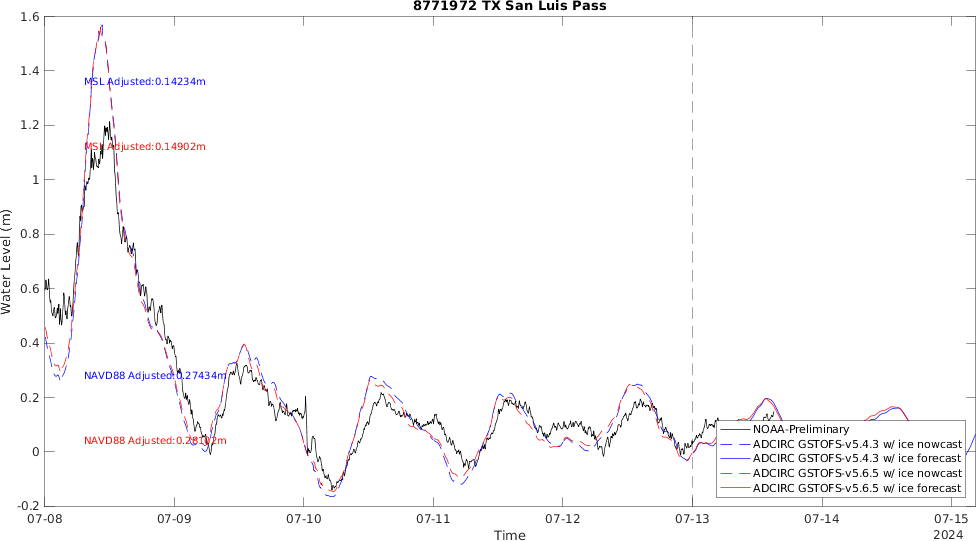 8771972 TX San Luis Pass
1.6
1.4
1.2
1
0.8
0.6
0.4
0.2
0
-0.2
Water Level (m)
MSL Adjusted:0.14234m
MSL Adjusted:0.14902m
NAVD88 Adjusted:0.27434m
NAVD88 Adjusted:
NOAA-Preliminary
ADCIRC GSTOFS-v5.4.3 w/ ice nowcast
ADCIRC GSTOFS-v5.4.3 w/ ice forecast
ADCIRC GSTOFS-v5.6.5 w/ ice nowcast
ADCIRC GSTOFS-v5.6.5 w/ ice forecast
07-08 07-09 07-10 07-11 07-12 07-13 07-14 07-15
2024
Time